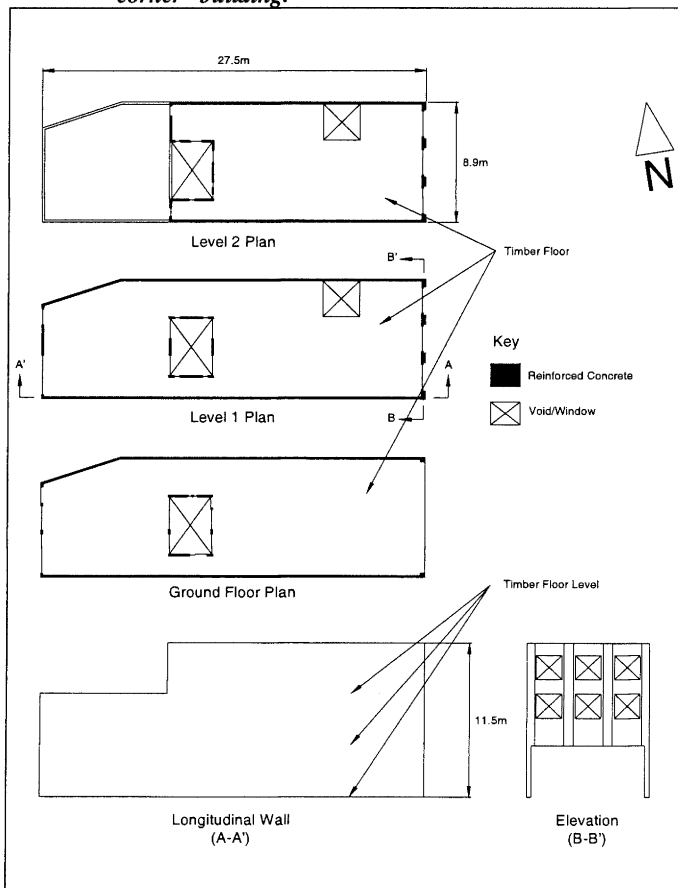 corner building.
27.5m
8.9m
N
Level 2 Plan
B'
Timber Floor
Key
A'
A
Reinforced Concrete
Void/Window
B
Level 1 Plan
Ground Floor Plan
Timber Floor Level
11.5m
Longitudinal Wall
(A-A')
Elevation
(B-B')